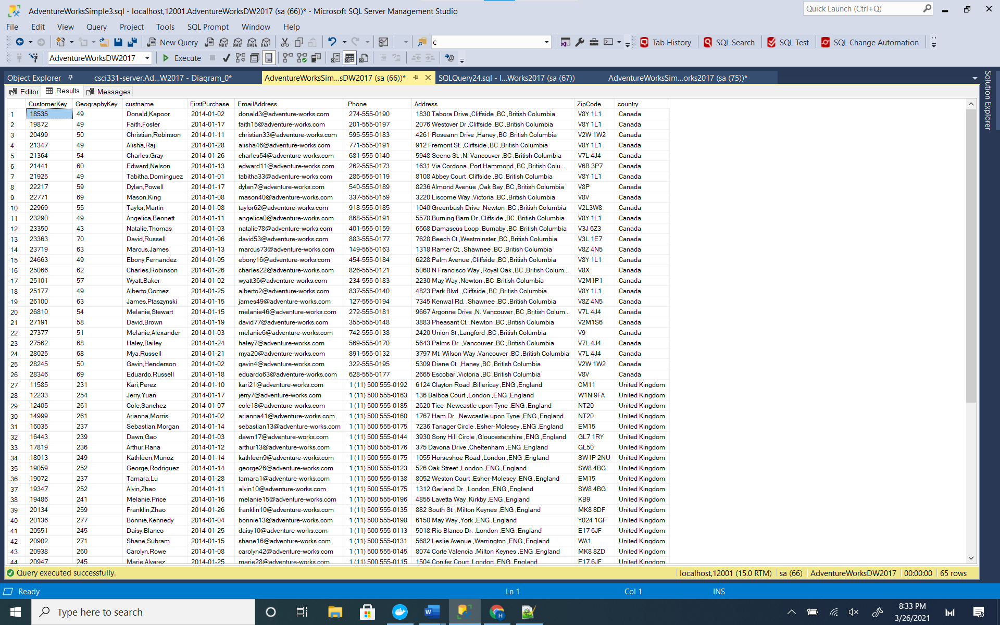 AdventureWorksSimple3.sql - localhost,12001.AdventureWorksDW2017 (sa (66))* - Microsoft SQL Server Management Studio
Quick Launch (Ctrl+Q)
File Edit View Query Project Tools SQL Prompt Window Help
New Query MDX DMX XMLA DAX c Tab History SQL Search SQL Test SQL Change Automation
AdventureWorksDW2017 Execute
Object Explorer csci331-server.Ad...W2017 - Diagram_0* AdventureWorksSim...sDW2017 (sa (66))* SQLQuery24.sql - l...Works2017 (sa (67)) AdventureWorksSim...orks2017 (sa (75))*
Solution Explorer
Editor Results Messages
CustomerKey GeographyKey custname FirstPurchase EmailAddress Phone Address ZipCode country
1 18535 49 Donald,Kapoor 2014-01-02 donald3@adventure-works.com 274-555-0190 1830 Tabora Drive ,Cliffside ,BC ,British Columbia V8Y 1L1 Canada
2 19872 49 Faith,Foster 2014-01-17 faith15@adventure-works.com 201-555-0197 2076 Westover Dr ,Cliffside ,BC ,British Columbia V8Y 1L1 Canada
3 20499 50 Christian,Robinson 2014-01-11 christian33@adventure-works.com 595-555-0183 4261 Roseann Drive ,Haney ,BC ,British Columbia V2W 1W2 Canada
4 21347 49 Alisha,Raji 2014-01-28 alisha46@adventure-works.com 771-555-0191 912 Fremont St. ,Cliffside ,BC ,British Columbia V8Y 1L1 Canada
5 21364 54 Charles,Gray 2014-01-26 charles54@adventure-works.com 681-555-0140 5948 Seeno St. ,N. Vancouver ,BC ,British Columbia V7L 4J4 Canada
6 21441 60 Edward,Nelson 2014-01-13 edward11@adventure-works.com 262-555-0173 1631 Via Cordona ,Port Hammond ,BC ,British Colu... V6B 3P7 Canada
7 21925 49 Tabitha,Dominguez 2014-01-01 tabitha33@adventure-works.com 286-555-0119 8108 Abbey Court ,Cliffside ,BC ,British Columbia V8Y 1L1 Canada
8 22217 59 Dylan,Powell 2014-01-17 dylan7@adventure-works.com 540-555-0189 8236 Almond Avenue ,Oak Bay ,BC ,British Columbia V8P Canada
9 22771 69 Mason,King 2014-01-08 mason40@adventure-works.com 337-555-0159 3220 Liscome Way ,Victoria ,BC ,British Columbia V8V Canada
10 22969 55 Taylor,Martin 2014-01-08 taylor62@adventure-works.com 918-555-0185 1040 Greenbush Drive ,Newton ,BC ,British Columbia V2L3W8 Canada
11 23290 49 Angelica,Bennett 2014-01-11 angelica0@adventure-works.com 868-555-0191 5578 Burning Barn Dr ,Cliffside ,BC ,British Columbia V8Y 1L1 Canada
12 23350 43 Natalie,Thomas 2014-01-03 natalie78@adventure-works.com 401-555-0159 6568 Damascus Loop ,Burnaby ,BC ,British Columbia V3J 6Z3 Canada
13 23363 70 David,Russell 2014-01-06 david53@adventure-works.com 883-555-0177 7628 Beech Ct ,Westminster ,BC ,British Columbia V3L 1E7 Canada
14 23719 63 Marcus,James 2014-01-13 marcus73@adventure-works.com 149-555-0163 1318 Ramer Ct. ,Shawnee ,BC ,British Columbia V8Z 4N5 Canada
15 24663 49 Ebony,Fernandez 2014-01-05 ebony16@adventure-works.com 454-555-0184 6228 Palm Avenue ,Cliffside ,BC ,British Columbia V8Y 1L1 Canada
16 25066 62 Charles,Robinson 2014-01-26 charles22@adventure-works.com 826-555-0121 5068 N Francisco Way ,Royal Oak ,BC ,British Colum... V8X Canada
17 25101 57 Wyatt,Baker 2014-01-02 wyatt36@adventure-works.com 234-555-0183 2230 May Way ,Newton ,BC ,British Columbia V2M1P1 Canada
18 25177 49 Alberto,Gomez 2014-01-25 alberto2@adventure-works.com 837-555-0140 4823 Park Blvd. ,Cliffside ,BC ,British Columbia V8Y 1L1 Canada
19 26100 63 James,Ptaszynski 2014-01-15 james49@adventure-works.com 127-555-0194 7345 Kenwal Rd. ,Shawnee ,BC ,British Columbia V8Z 4N5 Canada
20 26810 54 Melanie,Stewart 2014-01-15 melanie46@adventure-works.com 272-555-0181 9667 Argonne Drive ,N. Vancouver ,BC ,British Colum... V7L 4J4 Canada
21 27191 58 David,Brown 2014-01-19 david77@adventure-works.com 355-555-0148 3883 Pheasant Ct. ,Newton ,BC ,British Columbia V2M1S6 Canada
22 27377 51 Melanie,Alexander 2014-01-03 melanie6@adventure-works.com 742-555-0138 2420 Union St ,Langford ,BC ,British Columbia V9 Canada
23 27562 68 Haley,Bailey 2014-01-24 haley7@adventure-works.com 569-555-0170 5643 Palms Dr. ,Vancouver ,BC ,British Columbia V7L 4J4 Canada
24 28025 68 Mya,Russell 2014-01-21 mya20@adventure-works.com 891-555-0132 3797 Mt. Wilson Way ,Vancouver ,BC ,British Columbia V7L 4J4 Canada
25 28245 50 Gavin,Henderson 2014-01-02 gavin4@adventure-works.com 322-555-0195 5309 Diane Ct. ,Haney ,BC ,British Columbia V2W 1W2 Canada
26 28346 69 Eduardo,Russell 2014-01-18 eduardo63@adventure-works.com 628-555-0177 2665 Escobar ,Victoria ,BC ,British Columbia V8V Canada
27 11585 231 Kari,Perez 2014-01-10 kari21@adventure-works.com 1 (11) 500 555-0192 6124 Clayton Road ,Billericay ,ENG ,England CM11 United Kingdom
28 12233 254 Jerry,Yuan 2014-01-17 jerry7@adventure-works.com 1 (11) 500 555-0163 136 Balboa Court ,London ,ENG ,England W1N 9FA United Kingdom
29 12405 261 Cole,Sanchez 2014-01-07 cole18@adventure-works.com 1 (11) 500 555-0185 2620 Tice ,Newcastle upon Tyne ,ENG ,England NT20 United Kingdom
30 14999 261 Arianna,Morris 2014-01-02 arianna41@adventure-works.com 1 (11) 500 555-0160 1767 Ham Dr. ,Newcastle upon Tyne ,ENG ,England NT20 United Kingdom
31 16035 237 Sebastian,Morgan 2014-01-14 sebastian13@adventure-works.com 1 (11) 500 555-0175 7236 Tanager Circle ,Esher-Molesey ,ENG ,England EM15 United Kingdom
32 16443 239 Dawn,Gao 2014-01-03 dawn17@adventure-works.com 1 (11) 500 555-0144 3930 Sony Hill Circle ,Gloucestershire ,ENG ,England GL7 1RY United Kingdom
33 17819 236 Arthur,Rana 2014-01-12 arthur13@adventure-works.com 1 (11) 500 555-0176 375 Davona Drive ,Cheltenham ,ENG ,England GL50 United Kingdom
34 18013 249 Kathleen,Munoz 2014-01-14 kathleen9@adventure-works.com 1 (11) 500 555-0175 1055 Horseshoe Road ,London ,ENG ,England SW1P 2NU United Kingdom
35 19059 252 George,Rodriguez 2014-01-14 george26@adventure-works.com 1 (11) 500 555-0123 526 Oak Street ,London ,ENG ,England SW8 4BG United Kingdom
36 19072 237 Tamara,Lu 2014-01-28 tamara1@adventure-works.com 1 (11) 500 555-0138 8052 Weston Court ,Esher-Molesey ,ENG ,England EM15 United Kingdom
37 19347 252 Alvin,Zhao 2014-01-11 alvin10@adventure-works.com 1 (11) 500 555-0175 1312 Garland Dr. ,London ,ENG ,England SW8 4BG United Kingdom
38 19486 241 Melanie,Price 2014-01-16 melanie15@adventure-works.com 1 (11) 500 555-0196 4855 Lavetta Way ,Kirkby ,ENG ,England KB9 United Kingdom
39 20134 259 Franklin,Zhao 2014-01-26 franklin10@adventure-works.com 1 (11) 500 555-0135 882 South St. ,Milton Keynes ,ENG ,England MK8 8DF United Kingdom
40 20136 277 Bonnie,Kennedy 2014-01-04 bonnie13@adventure-works.com 1 (11) 500 555-0198 6158 May Way ,York ,ENG ,England Y024 1GF United Kingdom
41 20551 245 Daisy,Blanco 2014-01-25 daisy10@adventure-works.com 1 (11) 500 555-0113 5018 Rio Blanco Dr. ,London ,ENG ,England E17 6JF United Kingdom
42 20902 271 Shane,Subram 2014-01-15 shane16@adventure-works.com 1 (11) 500 555-0131 5682 Leslie Avenue ,Warrington ,ENG ,England WA1 United Kingdom
43 20938 260 Carolyn,Rowe 2014-01-08 carolyn42@adventure-works.com 1 (11) 500 555-0145 8074 Corte Valencia ,Milton Keynes ,ENG ,England MK8 8ZD United Kingdom
44 20947 245 Marie,Alvarez 2014-01-25 marie28@adventure-works.com 1 (11) 500 555-0115 1504 Conifer Court ,London ,ENG ,England E17 6JF United Kingdom
Query executed successfully. localhost,12001 (15.0 RTM) sa (66) AdventureWorksDW2017 00:00:00 65 rows
Ready Ln 1 Col 1 INS
Type here to search
8:33 PM
3/26/2021